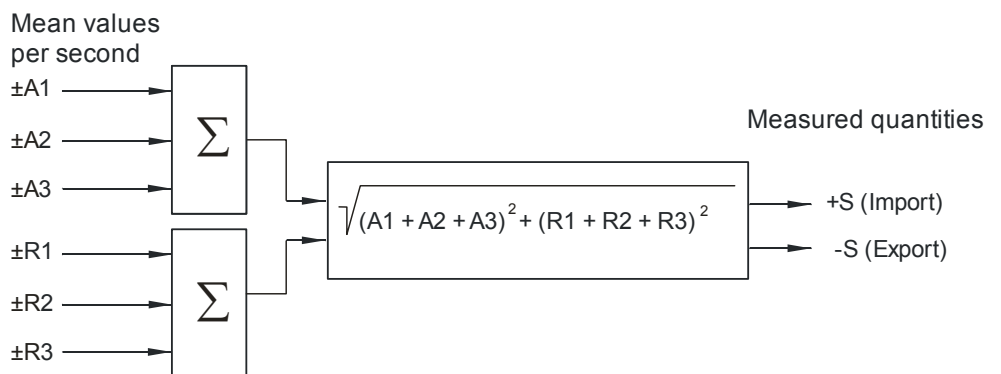 Mean values
per second
±A1
±A2
±A3
Σ
±R1
±R2
±R3
Σ
√(A1 + A2 + A3)² + (R1 + R2 + R3)²
Measured quantities
+S (Import)
-S (Export)